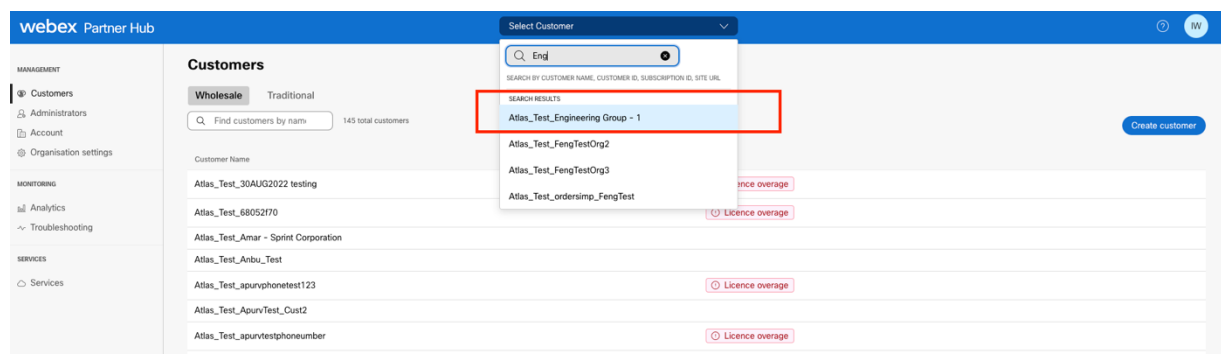 webex Partner Hub
Select Customer
IW
Eng
SEARCH BY CUSTOMER NAME, CUSTOMER ID, SUBSCRIPTION ID, SITE URL
SEARCH RESULTS
Atlas_Test_Engineering Group - 1
Atlas_Test_FengTestOrg2
Atlas_Test_FengTestOrg3
Atlas_Test_ordersimp_FengTest
MANAGEMENT
Customers
Administrators
Account
Organisation settings
MONITORING
Analytics
Troubleshooting
SERVICES
Services
Customers
Wholesale Traditional
Find customers by nam 145 total customers
Create customer
Customer Name
Atlas_Test_30AUG2022 testing ence overage
Atlas_Test_68052f70 Licence overage
Atlas_Test_Amar - Sprint Corporation
Atlas_Test_Anbu_Test
Atlas_Test_apurvphonetest123 Licence overage
Atlas_Test_ApurvTest_Cust2
Atlas_Test_apurvtestphoneumber Licence overage